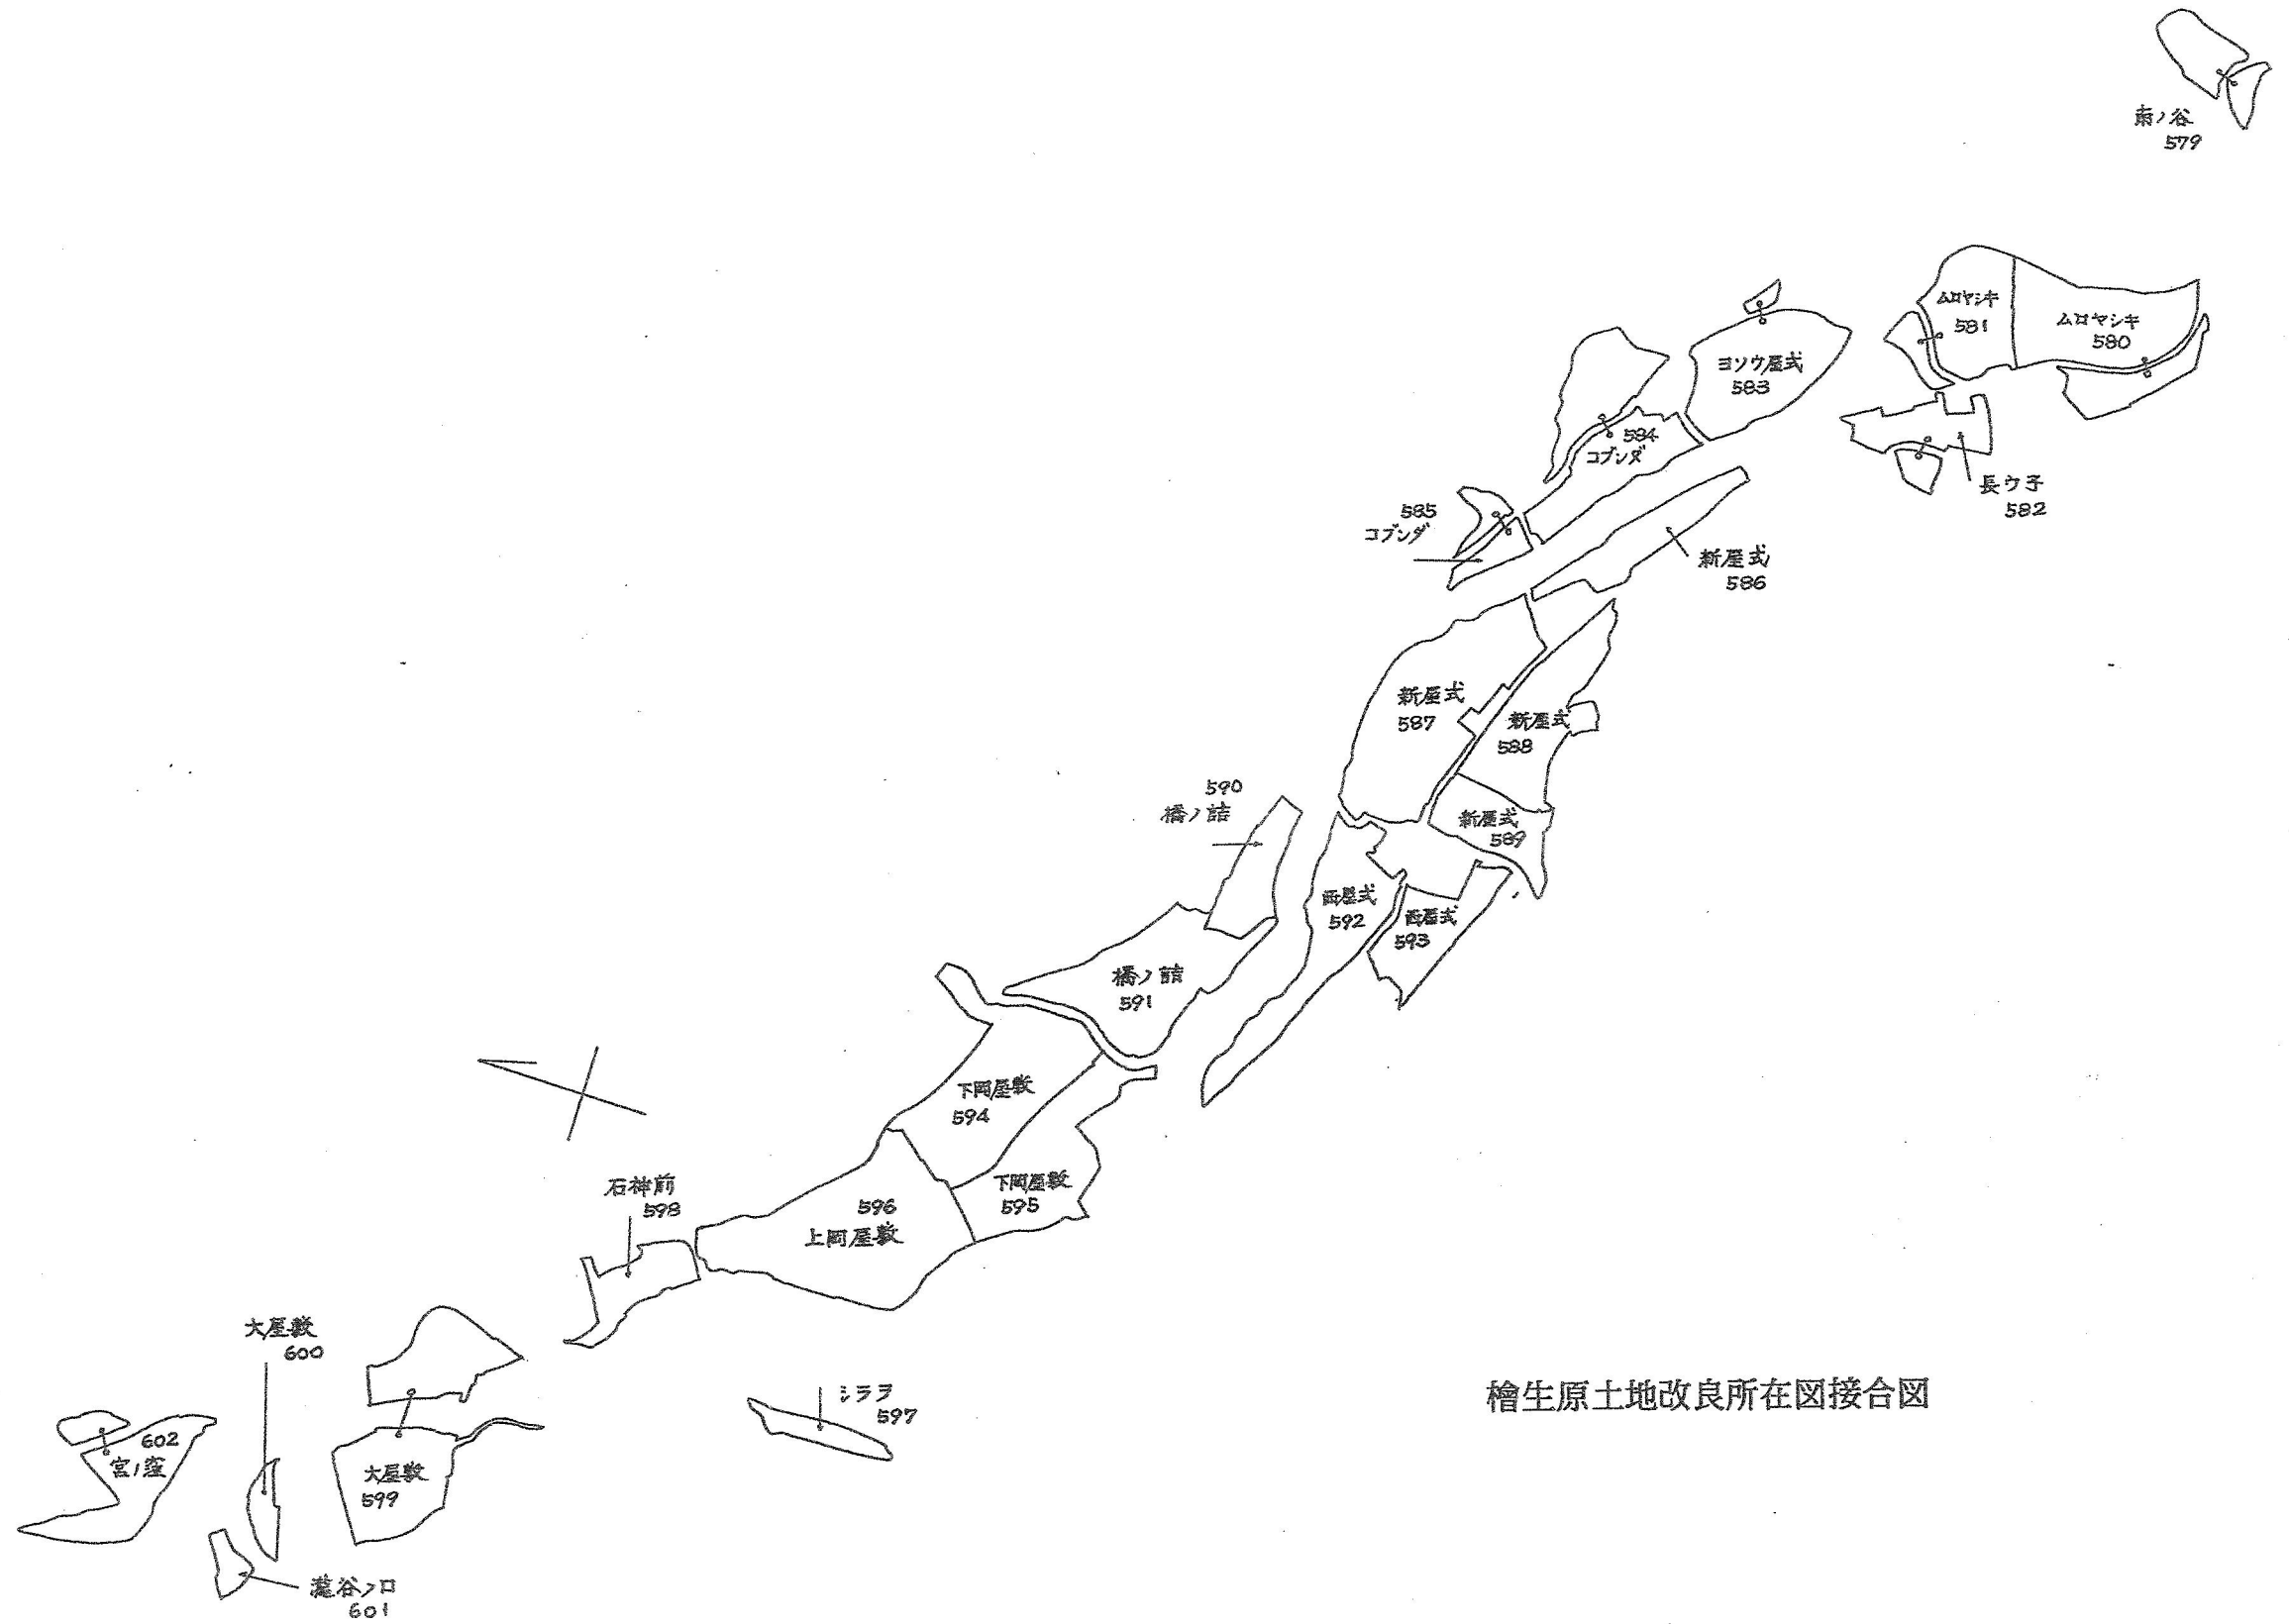 579
ムロヤシキ
581
ムロヤシキ
580
ヨソウ屋式
583
584
コブンダ
長ウ子
582
585
コブンダ
新屋式
586
新屋式
587
新屋式
588
590
橋ノ詰
新屋式
589
西屋式
592
西屋式
593
橋ノ詰
591
下岡屋敷
594
下岡屋敷
595
石神前
598
596
上岡屋敷
大屋敷
600
シラヲ
597
檜生原土地改良所在図接合図
602
宮ノ窪
大屋敷
599
瀧谷ノ口
601